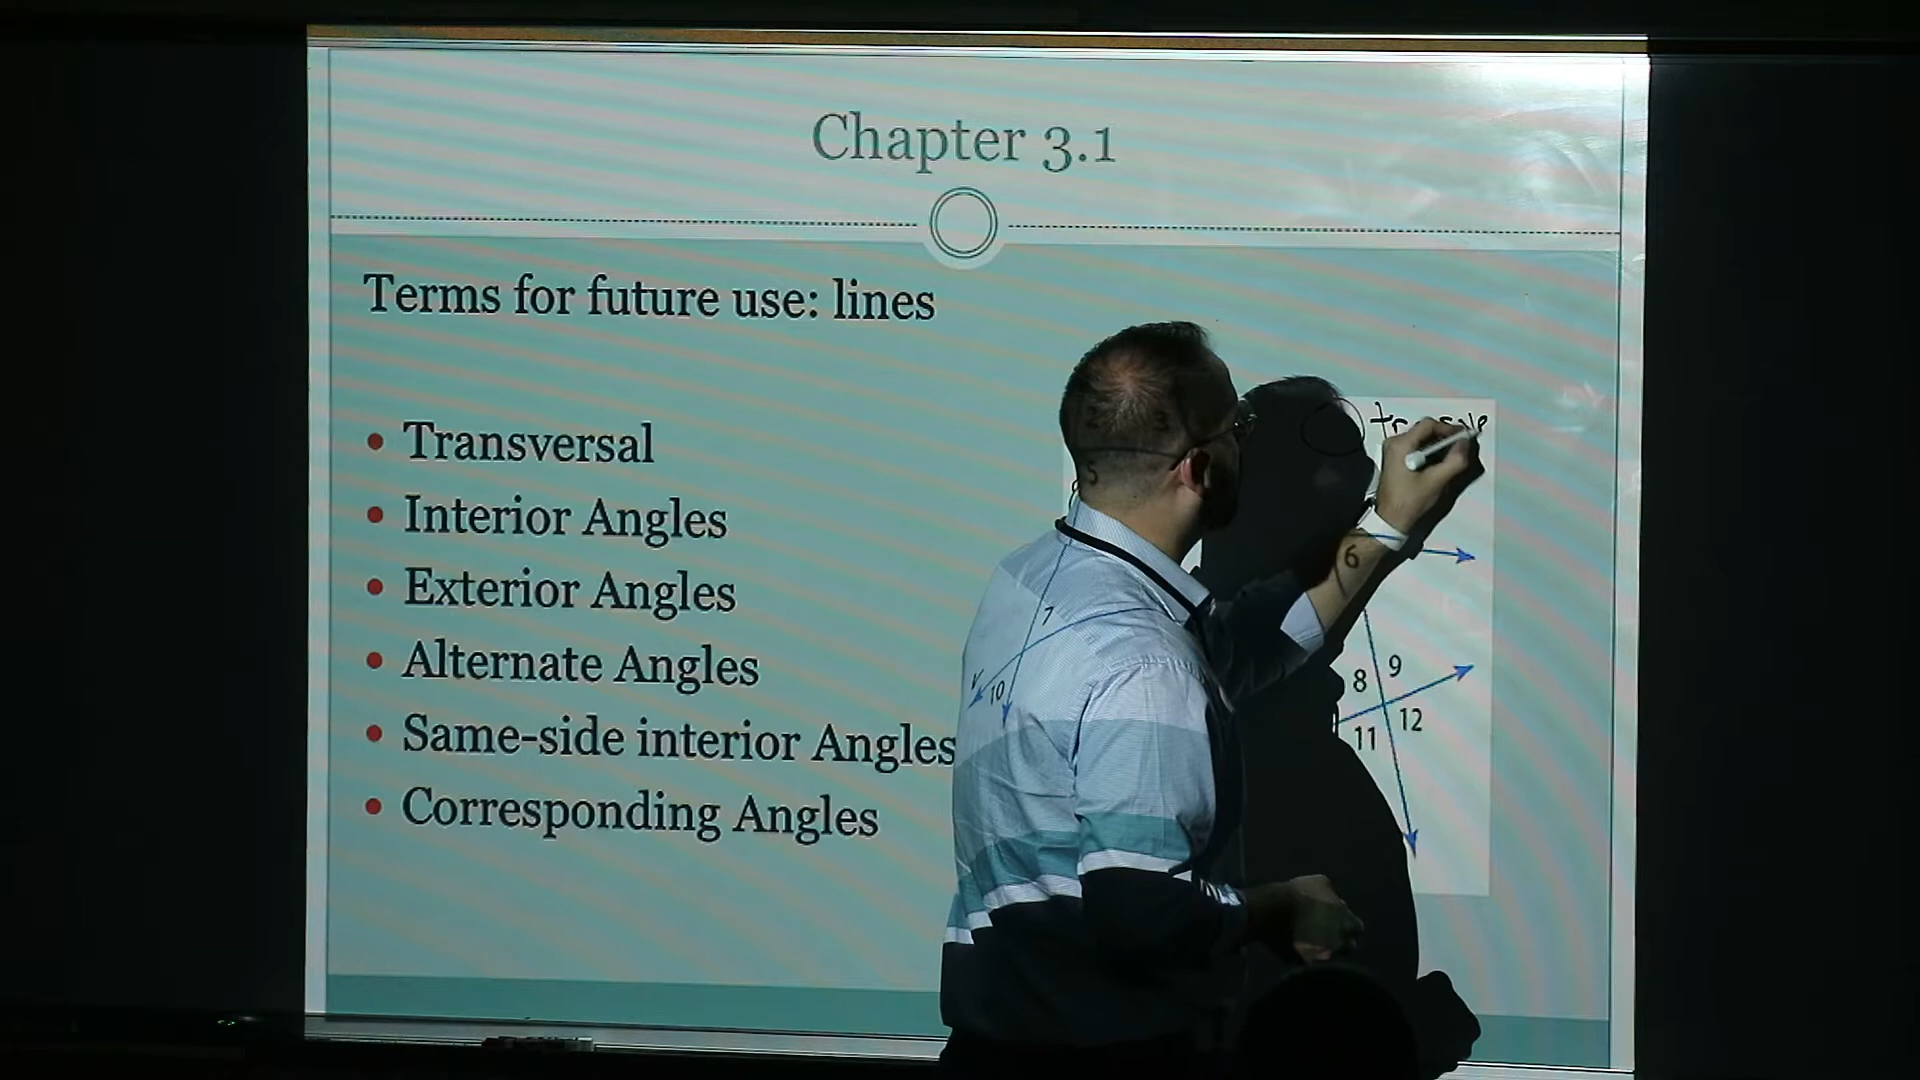 Chapter 3.1
Terms for future use: lines
• Transversal
• Interior Angles
• Exterior Angles
• Alternate Angles
• Same-side interior Angles
• Corresponding Angles
5
6
7
8 9
10
11 12